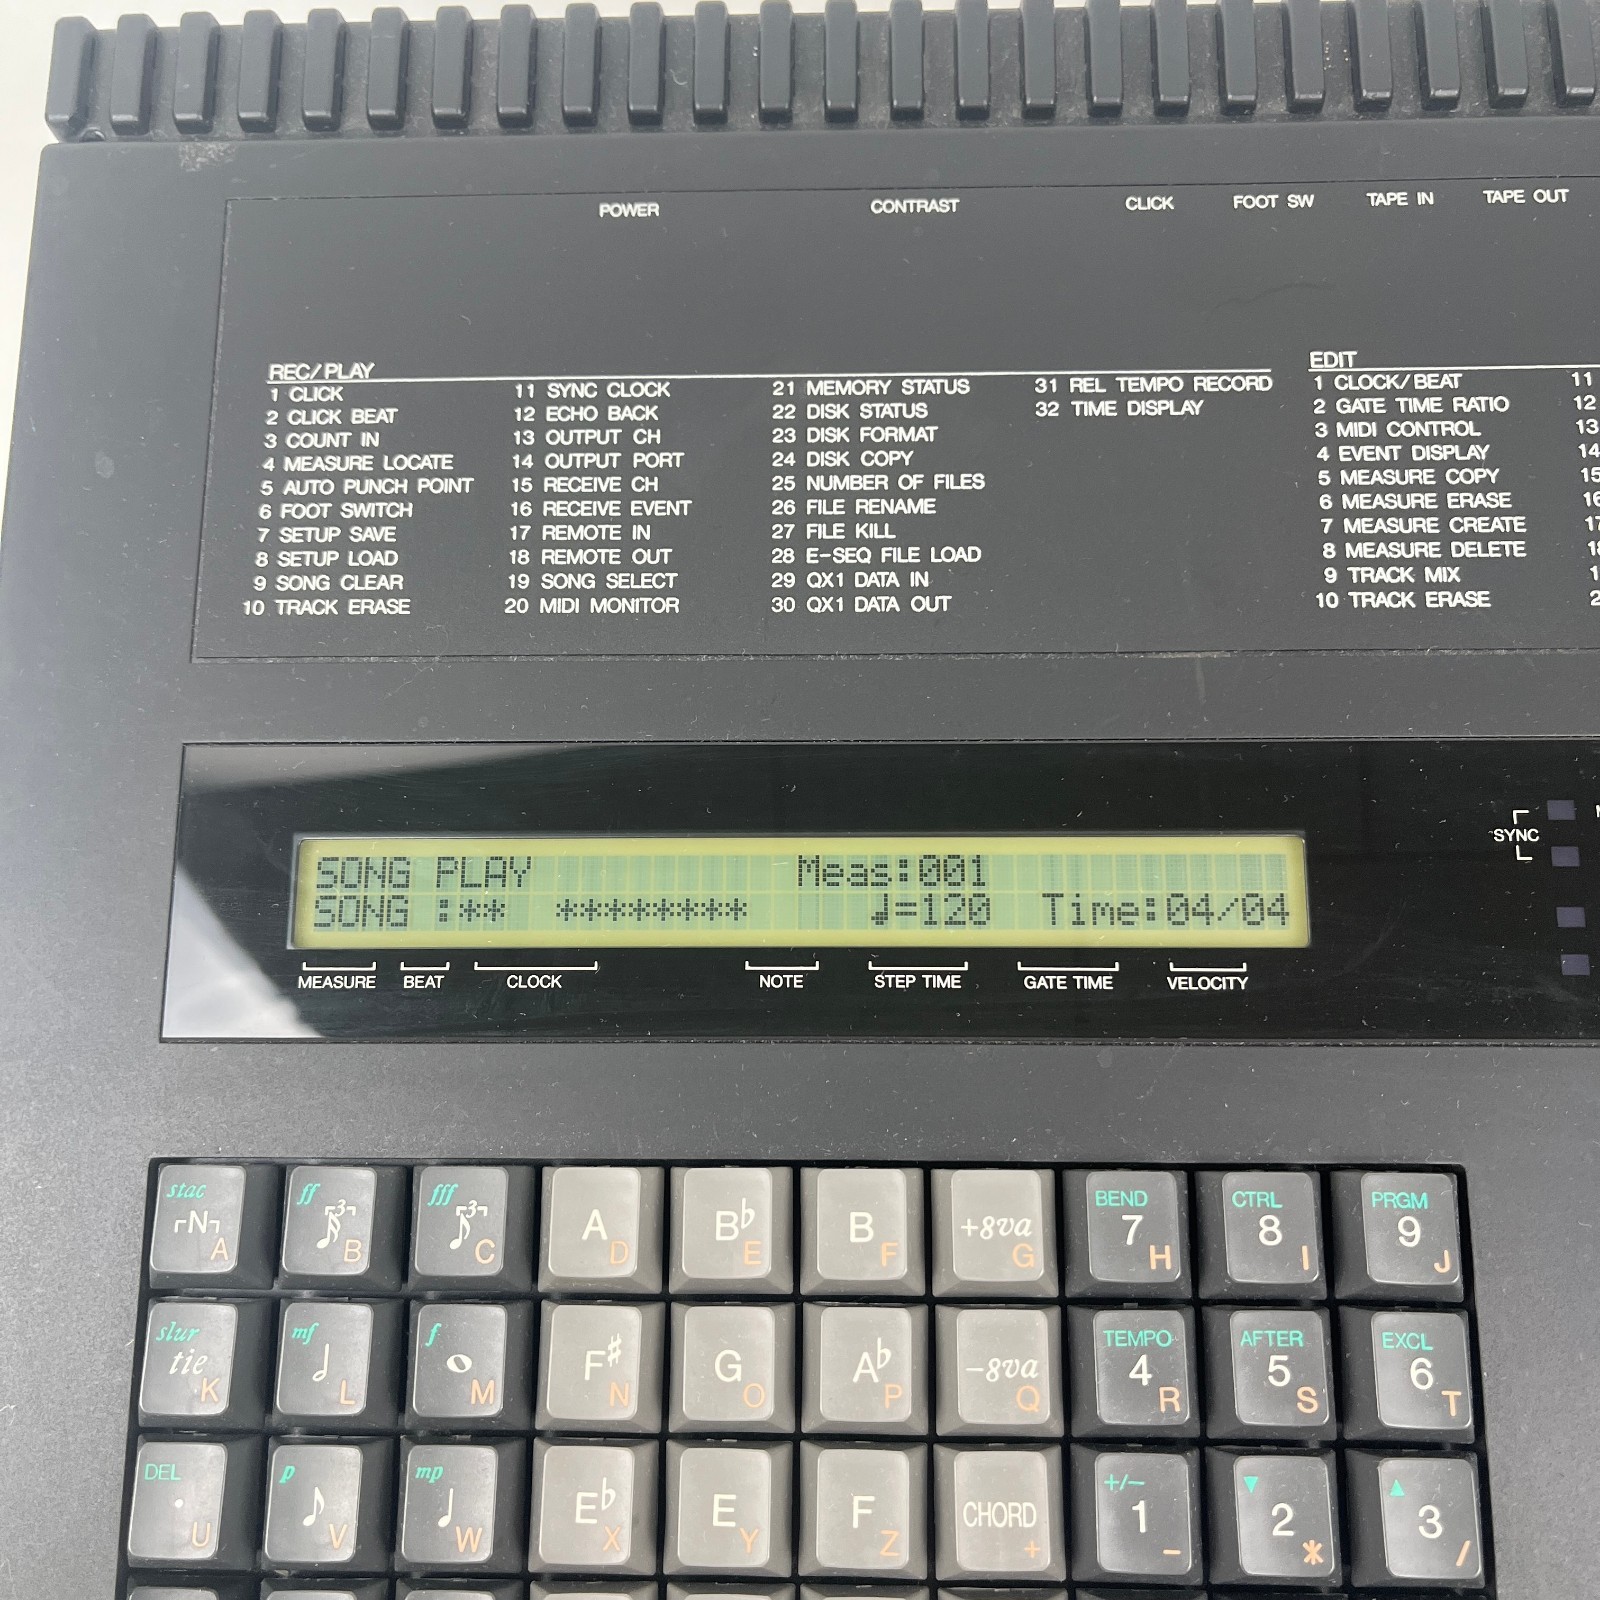 POWER CONTRAST CLICK FOOT SW TAPE IN TAPE OUT
REC/PLAY
1 CLICK
2 CLICK BEAT
3 COUNT IN
4 MEASURE LOCATE
5 AUTO PUNCH POINT
6 FOOT SWITCH
7 SETUP SAVE
8 SETUP LOAD
9 SONG CLEAR
10 TRACK ERASE
11 SYNC CLOCK
12 ECHO BACK
13 OUTPUT CH
14 OUTPUT PORT
15 RECEIVE CH
16 RECEIVE EVENT
17 REMOTE IN
18 REMOTE OUT
19 SONG SELECT
20 MIDI MONITOR
21 MEMORY STATUS
22 DISK STATUS
23 DISK FORMAT
24 DISK COPY
25 NUMBER OF FILES
26 FILE RENAME
27 FILE KILL
28 E-SEQ FILE LOAD
29 QX1 DATA IN
30 QX1 DATA OUT
31 REL TEMPO RECORD
32 TIME DISPLAY
EDIT
1 CLOCK/BEAT
2 GATE TIME RATIO
3 MIDI CONTROL
4 EVENT DISPLAY
5 MEASURE COPY
6 MEASURE ERASE
7 MEASURE CREATE
8 MEASURE DELETE
9 TRACK MIX
10 TRACK ERASE
11
12
13
14
15
SYNC
SONG PLAY Meas:001
SONG :** ******** ♩=120 Time:04/04
MEASURE BEAT CLOCK NOTE STEP TIME GATE TIME VELOCITY
stac ff fff BEND CTRL PRGM
N 3 3 A B♭ B +8va 7 8 9
A B C D E F G H I J
slur mf f TEMPO AFTER EXCL
tie F♯ G A♭ -8va 4 5 6
K L M N O P Q R S T
DEL p mp +/− ▼ ▲
. E♭ E F CHORD 1 2 3
U V W X Y Z + − * /